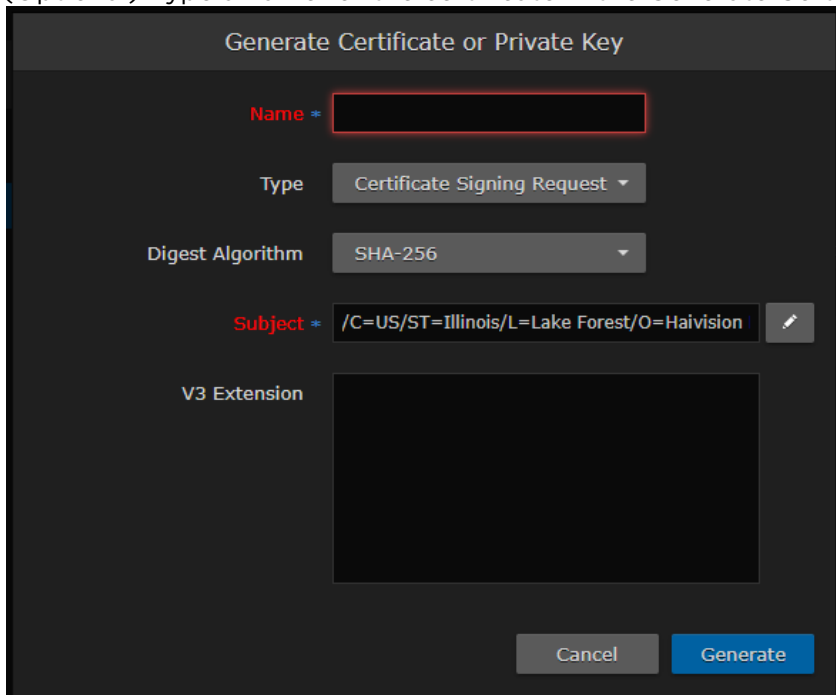 Generate Certificate or Private Key
Name *
Type Certificate Signing Request
Digest Algorithm SHA-256
Subject * /C=US/ST=Illinois/L=Lake Forest/O=Haivision
V3 Extension
Cancel Generate